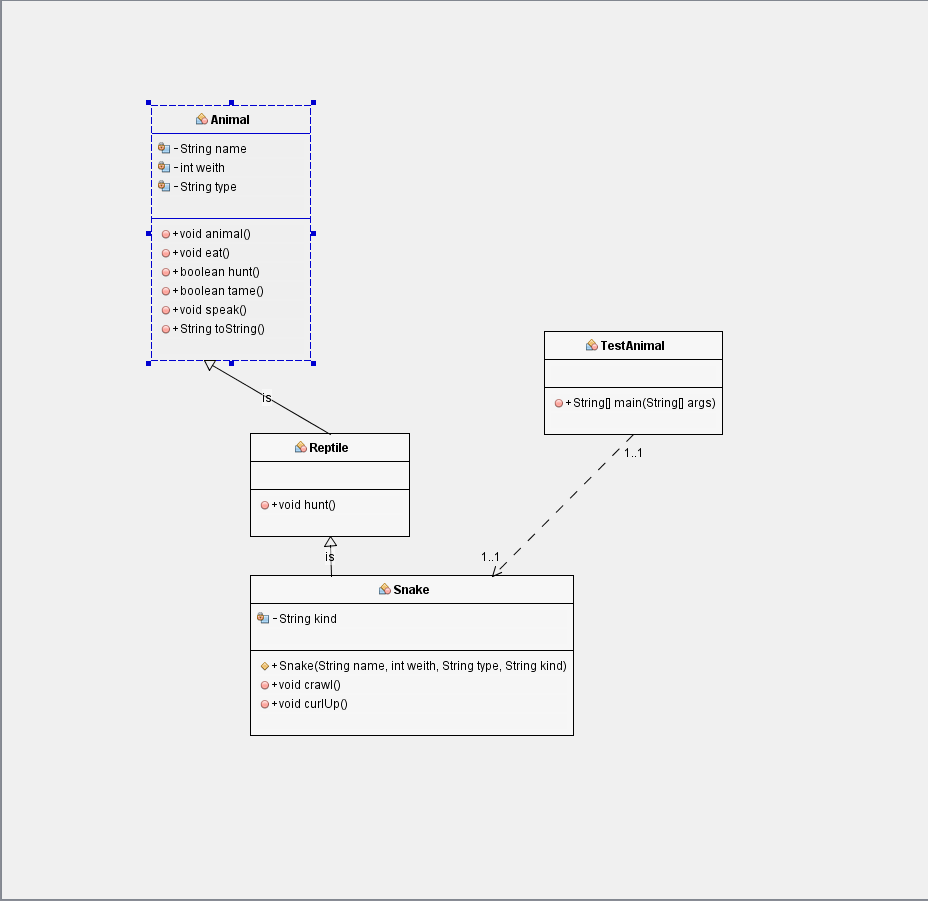 Animal
- String name
- int weith
- String type
+ void animal()
+ void eat()
+ boolean hunt()
+ boolean tame()
+ void speak()
+ String toString()
is
Reptile
+ void hunt()
is
TestAnimal
+ String[] main(String[] args)
1..1
1..1
Snake
- String kind
+ Snake(String name, int weith, String type, String kind)
+ void crawl()
+ void curlUp()